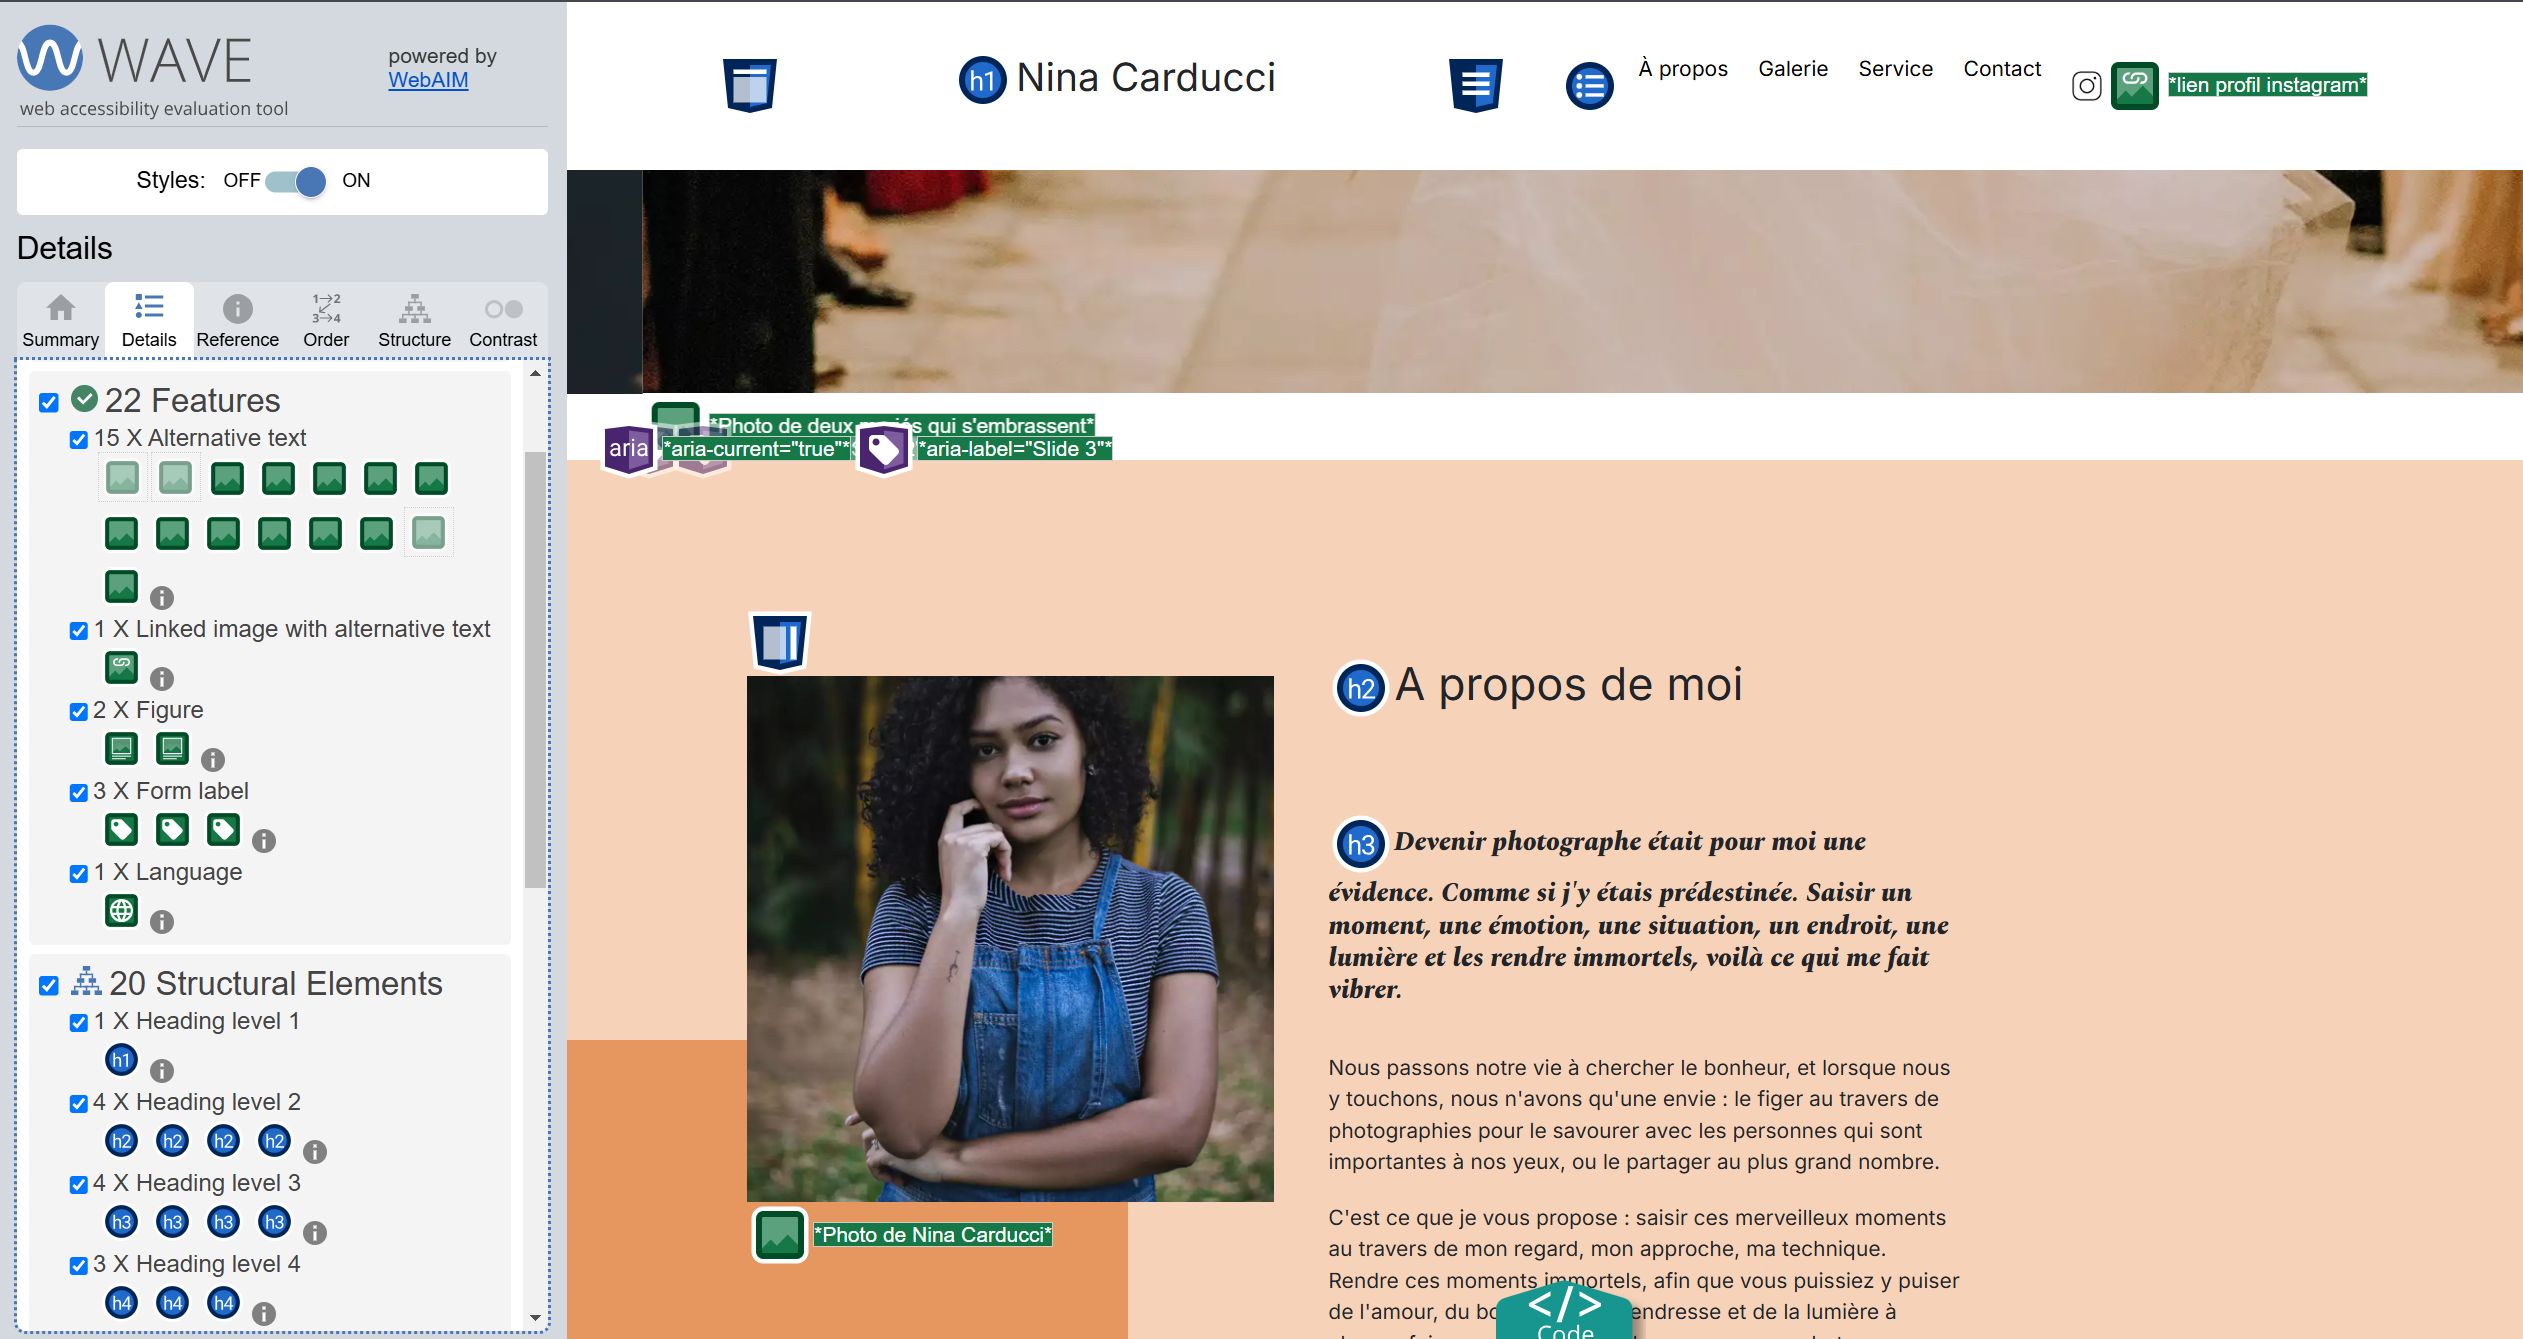 WAVE
powered by
WebAIM
web accessibility evaluation tool
Styles: OFF ON
Details
Summary Details Reference Order Structure Contrast
22 Features
15 X Alternative text
1 X Linked image with alternative text
2 X Figure
3 X Form label
1 X Language
20 Structural Elements
1 X Heading level 1
h1
4 X Heading level 2
h2 h2 h2 h2
4 X Heading level 3
h3 h3 h3 h3
3 X Heading level 4
h4 h4 h4
h1 Nina Carducci
À propos Galerie Service Contact
*lien profil instagram*
*Photo de deux mariés qui s'embrassent*
aria *aria-current="true"* *aria-label="Slide 3"*
h2 A propos de moi
h3 Devenir photographe était pour moi une
évidence. Comme si j'y étais prédestinée. Saisir un
moment, une émotion, une situation, un endroit, une
lumière et les rendre immortels, voilà ce qui me fait
vibrer.
Nous passons notre vie à chercher le bonheur, et lorsque nous
y touchons, nous n'avons qu'une envie : le figer au travers de
photographies pour le savourer avec les personnes qui sont
importantes à nos yeux, ou le partager au plus grand nombre.
C'est ce que je vous propose : saisir ces merveilleux moments
au travers de mon regard, mon approche, ma technique.
Rendre ces moments immortels, afin que vous puissiez y puiser
de l'amour, du endresse et de la lumière à
*Photo de Nina Carducci*
</> Code